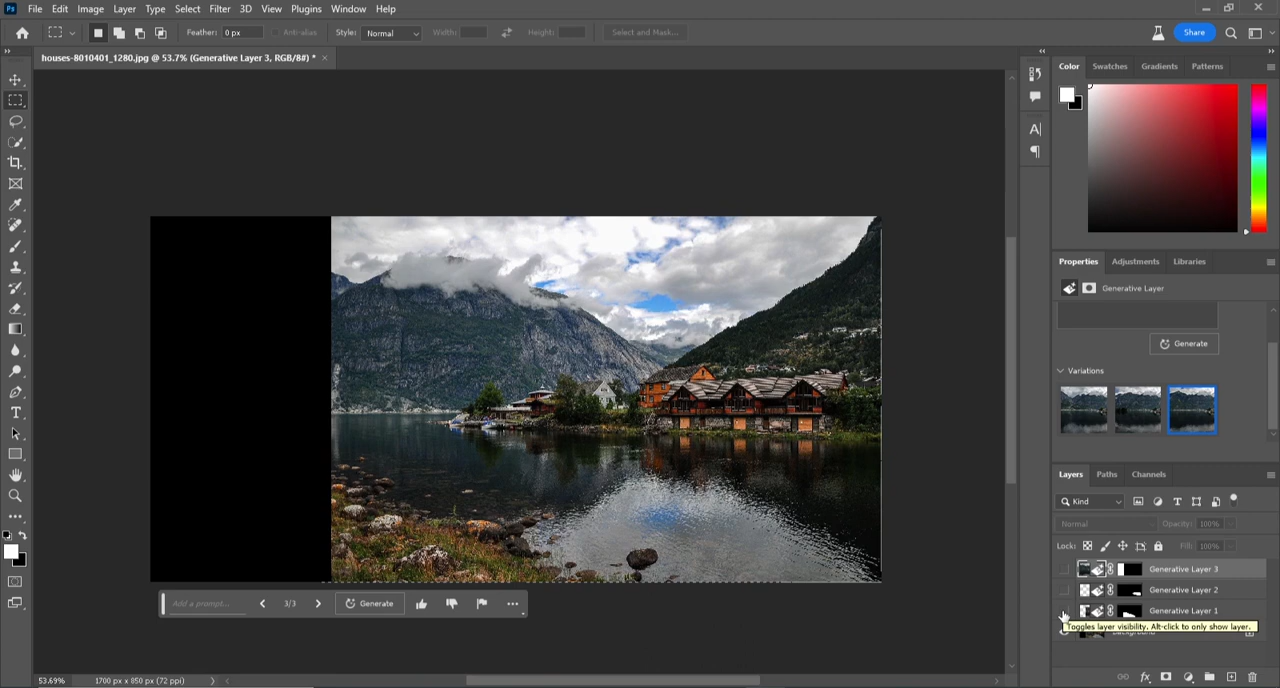 Ps File Edit Image Layer Type Select Filter 3D View Plugins Window Help
Feather: 0 px Anti-alias Style: Normal Width: Height: Select and Mask... Share
houses-8010401_1280.jpg @ 53.7% (Generative Layer 3, RGB/8#) * ×
Color Swatches Gradients Patterns
Properties Adjustments Libraries
Generative Layer
Generate
Variations
Layers Paths Channels
Kind
Normal Opacity: 100%
Lock: Fill: 100%
Generative Layer 3
Generative Layer 2
Generative Layer 1
Toggles layer visibility. Alt-click to only show layer.
Background
Add a prompt... 3/3 Generate
53.69% 1700 px x 850 px (72 ppi)